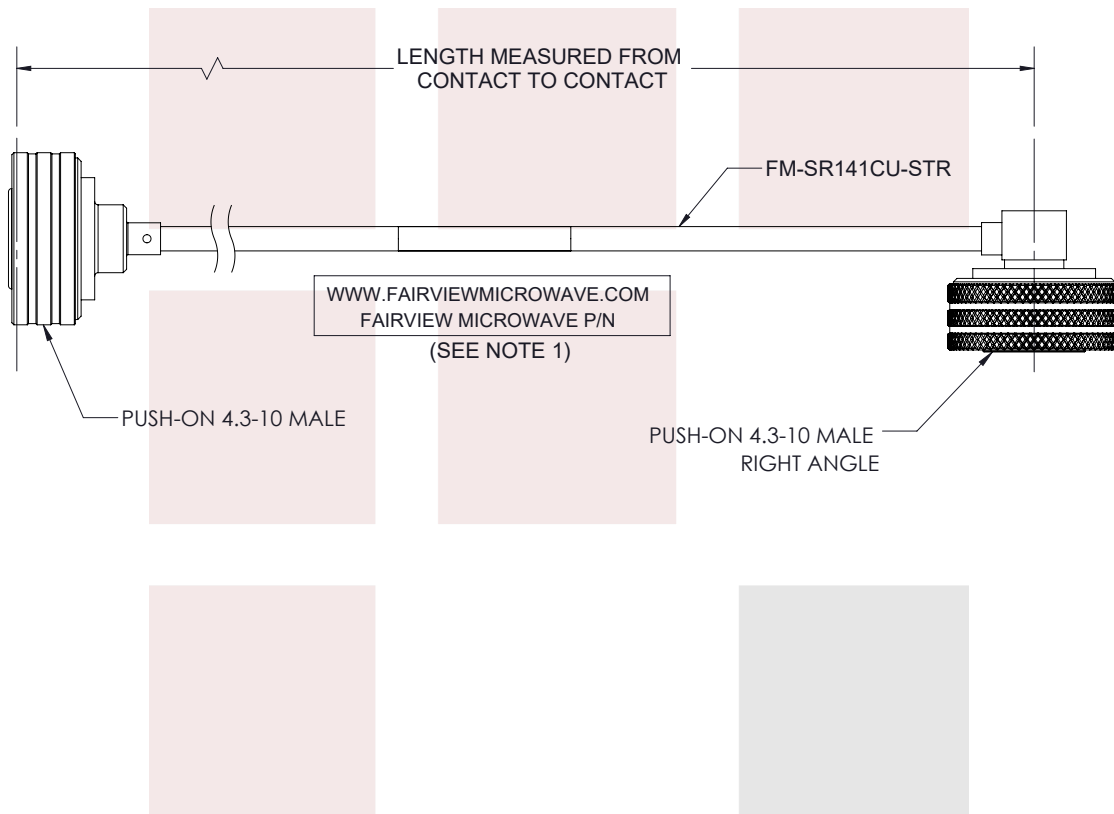 LENGTH MEASURED FROM
CONTACT TO CONTACT
FM-SR141CU-STR
WWW.FAIRVIEWMICROWAVE.COM
FAIRVIEW MICROWAVE P/N
(SEE NOTE 1)
PUSH-ON 4.3-10 MALE
PUSH-ON 4.3-10 MALE
RIGHT ANGLE